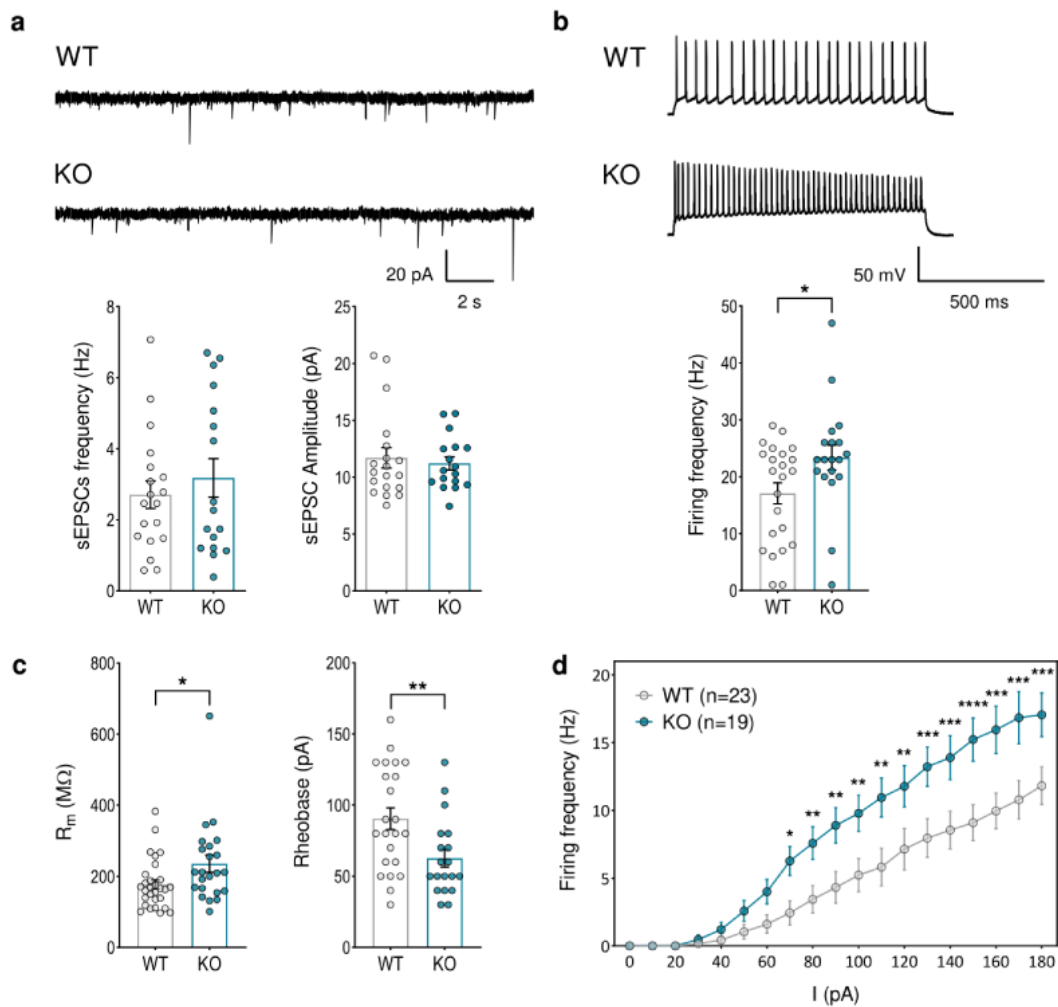 a
WT
KO
20 pA
2 s
sEPSCs frequency (Hz)
8
6
4
2
0
WT KO
sEPSC Amplitude (pA)
25
20
15
10
5
0
WT KO
b
WT
KO
50 mV
500 ms
*
Firing frequency (Hz)
50
40
30
20
10
0
WT KO
c
*
Rm (MΩ)
800
600
400
200
0
WT KO
**
Rheobase (pA)
200
150
100
50
0
WT KO
d
WT (n=23)
KO (n=19)
* ** ** ** ** ** *** *** **** *** *** ***
Firing frequency (Hz)
20
15
10
5
0
0 20 40 60 80 100 120 140 160 180
I (pA)